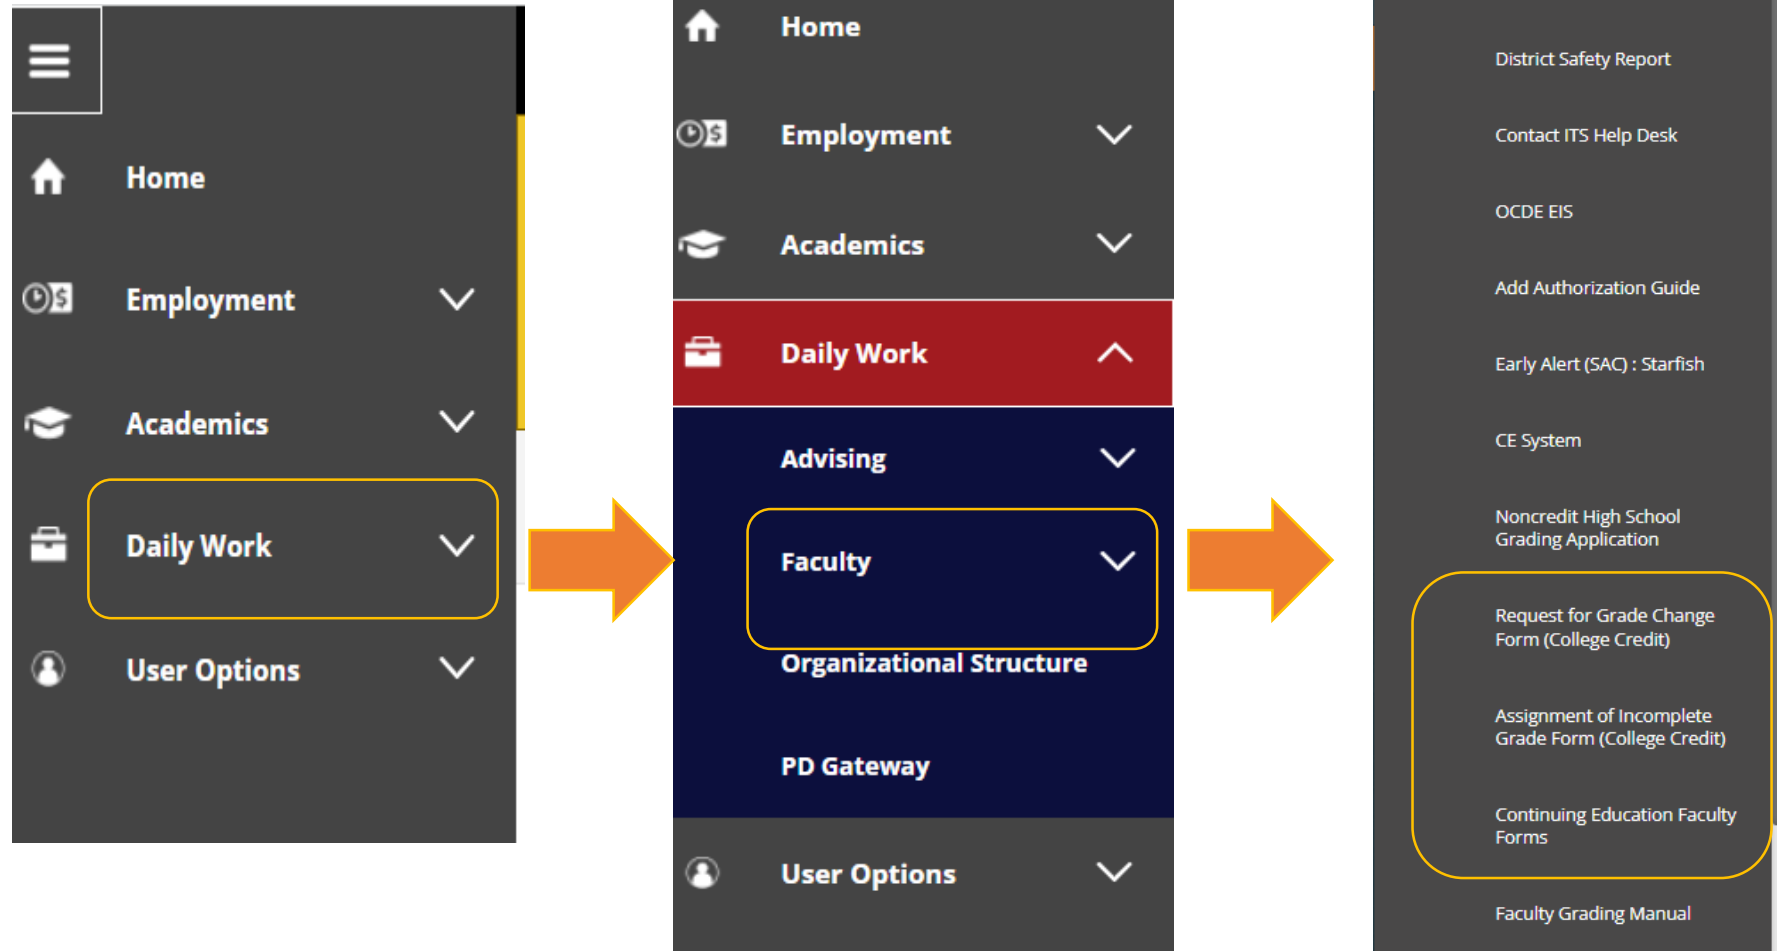 Home
Employment
Academics
Daily Work
User Options
Home
Employment
Academics
Daily Work
Advising
Faculty
Organizational Structure
PD Gateway
User Options
District Safety Report
Contact ITS Help Desk
OCDE EIS
Add Authorization Guide
Early Alert (SAC) : Starfish
CE System
Noncredit High School
Grading Application
Request for Grade Change
Form (College Credit)
Assignment of Incomplete
Grade Form (College Credit)
Continuing Education Faculty
Forms
Faculty Grading Manual